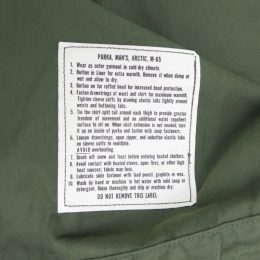 PARKA, MAN'S, ARCTIC, M-65
1. Wear as outer garment in cold-dry climate.
2. Button in liner for extra warmth. Remove it when damp or wet and allow to dry.
3. Button on fur ruffed hood for increased head protection.
4. Fasten drawstrings at waist and skirt for maximum warmth.
Tighten sleeve cuffs by drawing elastic tabs tightly around
wrists and buttoning tabs.
5. Tie the shirt-split tail around each thigh to provide greater
freedom of movement and an additional water repellent
surface to sit on. When skirt extension is not needed, turn
it up on inside of parka and fasten with snap fasteners.
6. Loosen drawstrings, open zipper, and unbutton elastic tabs
on sleeve cuffs to ventilate.
AVOID overheating.
7. Brush off snow and frost before entering heated shelters.
8. Avoid contact with heated stoves, open fires, or other high
heat sources; fabric may fuse.
9. Lubricate slide fastener with lead pencil, graphite or wax.
10. Wash by hand or machine in hot water with mild soap or
detergent. Rinse thoroughly and drip or machine dry.
DO NOT REMOVE THIS LABEL